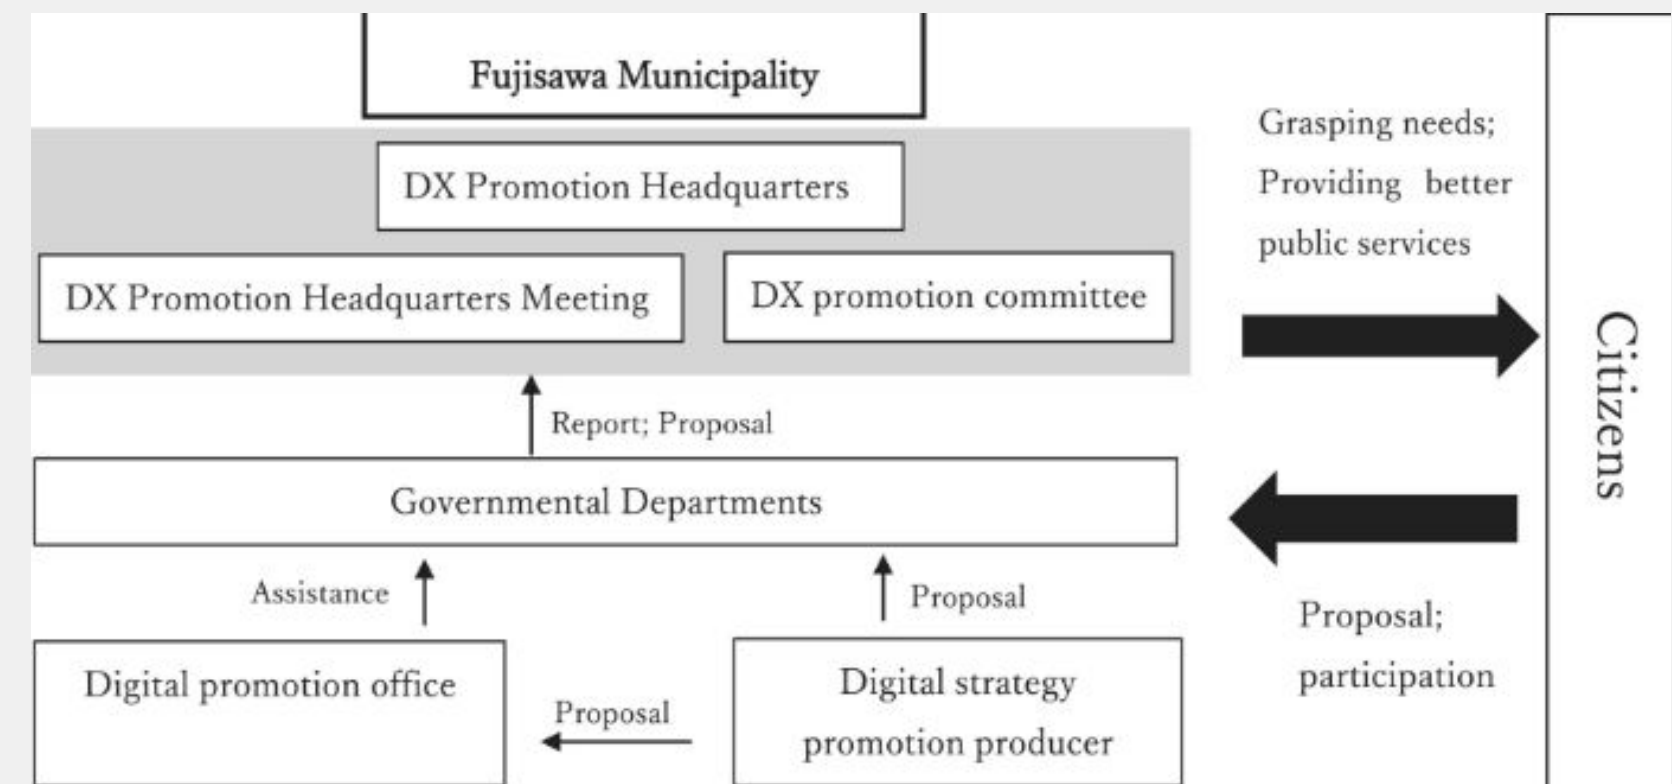 Fujisawa Municipality
DX Promotion Headquarters
DX Promotion Headquarters Meeting
DX promotion committee
Report; Proposal
Governmental Departments
Assistance
Proposal
Digital promotion office
Proposal
Digital strategy
promotion producer
Grasping needs;
Providing better
public services
Proposal;
participation
Citizens